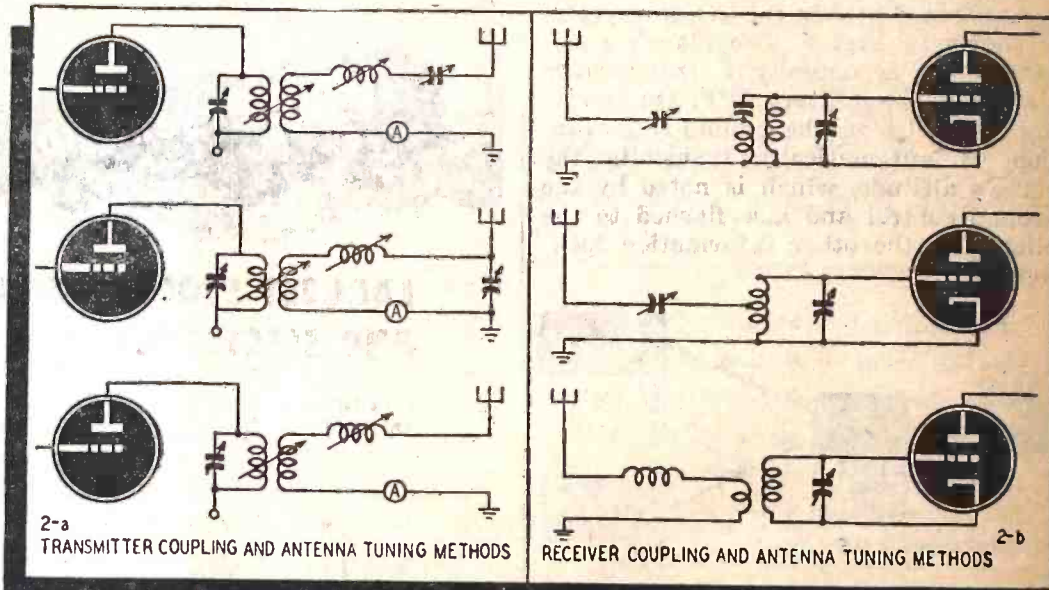 A
A
A
2-a
TRANSMITTER COUPLING AND ANTENNA TUNING METHODS
2-b
RECEIVER COUPLING AND ANTENNA TUNING METHODS